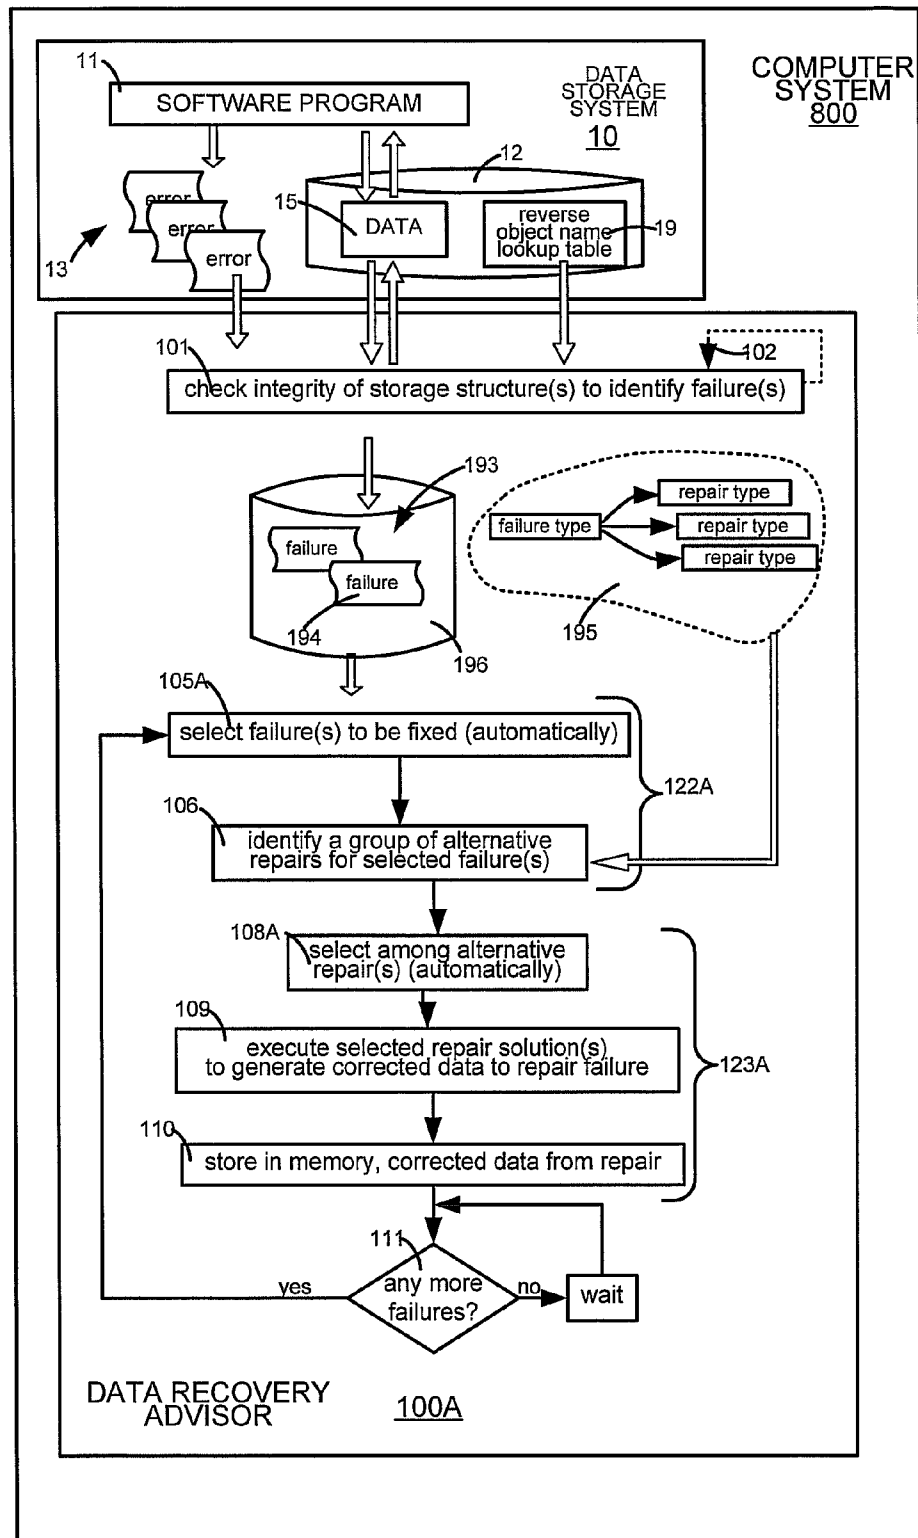 COMPUTER
SYSTEM
800
11
SOFTWARE PROGRAM
DATA
STORAGE
SYSTEM
10
12
error
error
error
13
15
DATA
reverse
object name
lookup table
19
101
102
check integrity of storage structure(s) to identify failure(s)
193
failure
failure
194
196
failure type
repair type
repair type
repair type
195
105A
select failure(s) to be fixed (automatically)
122A
106
identify a group of alternative
repairs for selected failure(s)
108A
select among alternative
repair(s) (automatically)
109
execute selected repair solution(s)
to generate corrected data to repair failure
123A
110
store in memory, corrected data from repair
111
any more
failures?
yes
no
wait
DATA RECOVERY
ADVISOR
100A